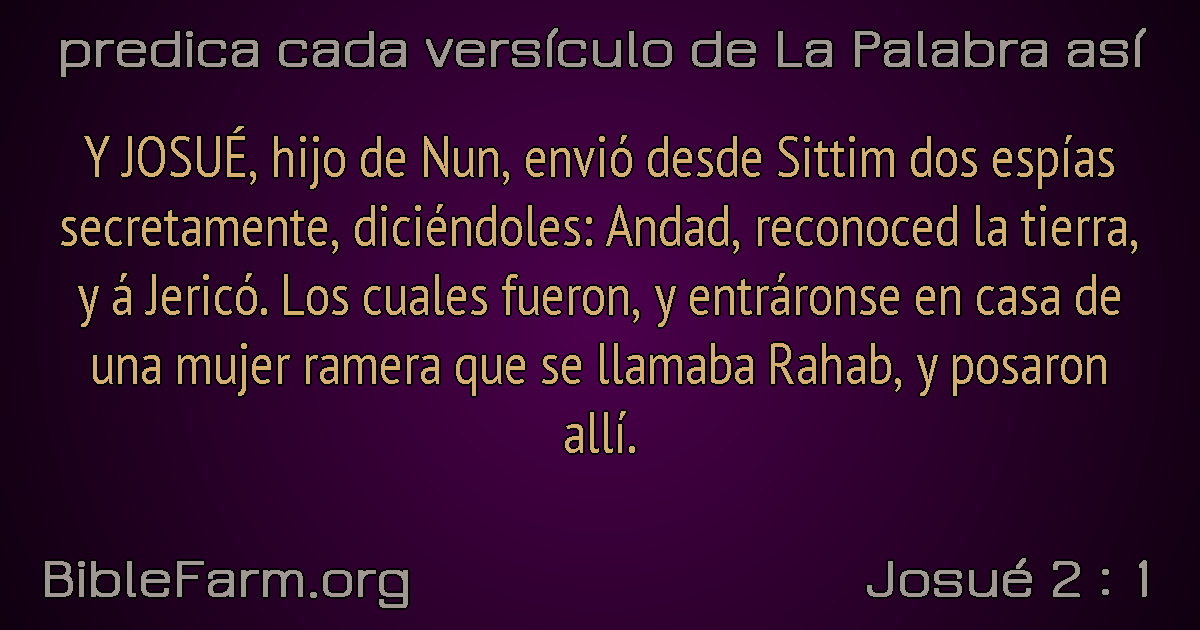 predica cada versículo de La Palabra así
Y JOSUÉ, hijo de Nun, envió desde Sittim dos espías
secretamente, diciéndoles: Andad, reconoced la tierra,
y á Jericó. Los cuales fueron, y entráronse en casa de
una mujer ramera que se llamaba Rahab, y posaron
allí.
BibleFarm.org
Josué 2 : 1